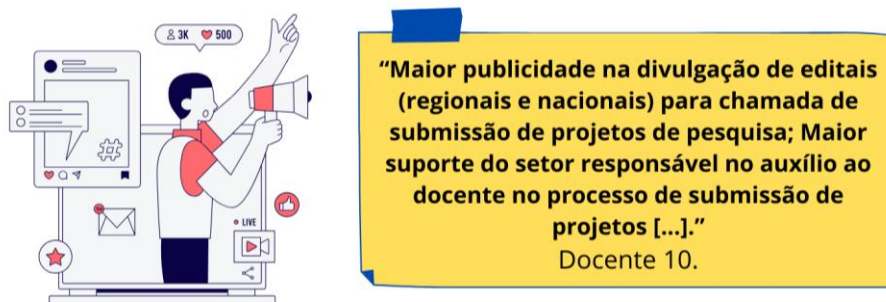 3K 500
#
LIVE
“Maior publicidade na divulgação de editais
(regionais e nacionais) para chamada de
submissão de projetos de pesquisa; Maior
suporte do setor responsável no auxílio ao
docente no processo de submissão de
projetos [...].”
Docente 10.